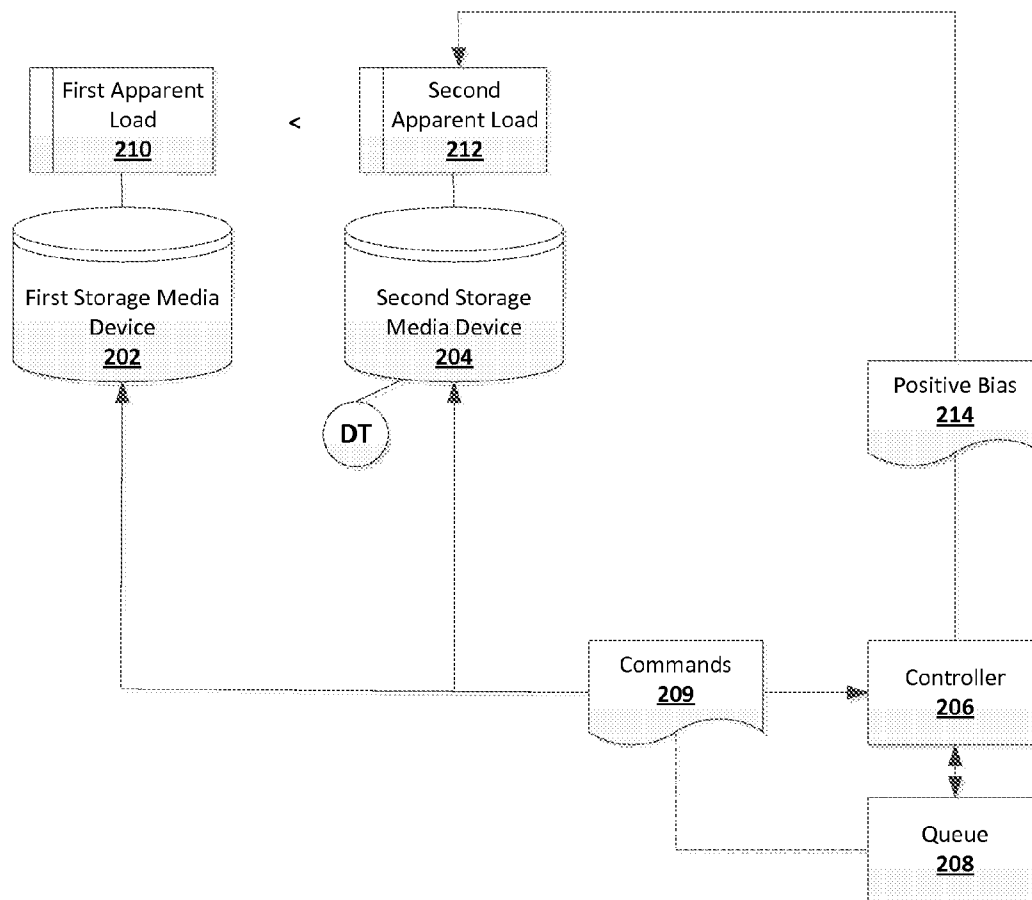 First Apparent
Load
210
<
Second
Apparent Load
212
First Storage Media
Device
202
Second Storage
Media Device
204
DT
Positive Bias
214
Commands
209
Controller
206
Queue
208